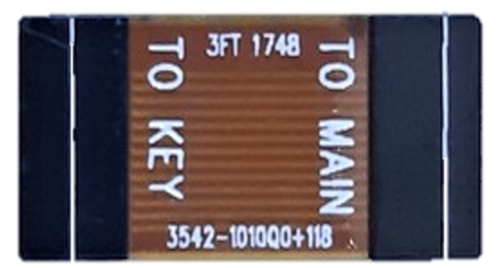 3FT 1748
TO KEY
TO MAIN
3542-1010Q0+118